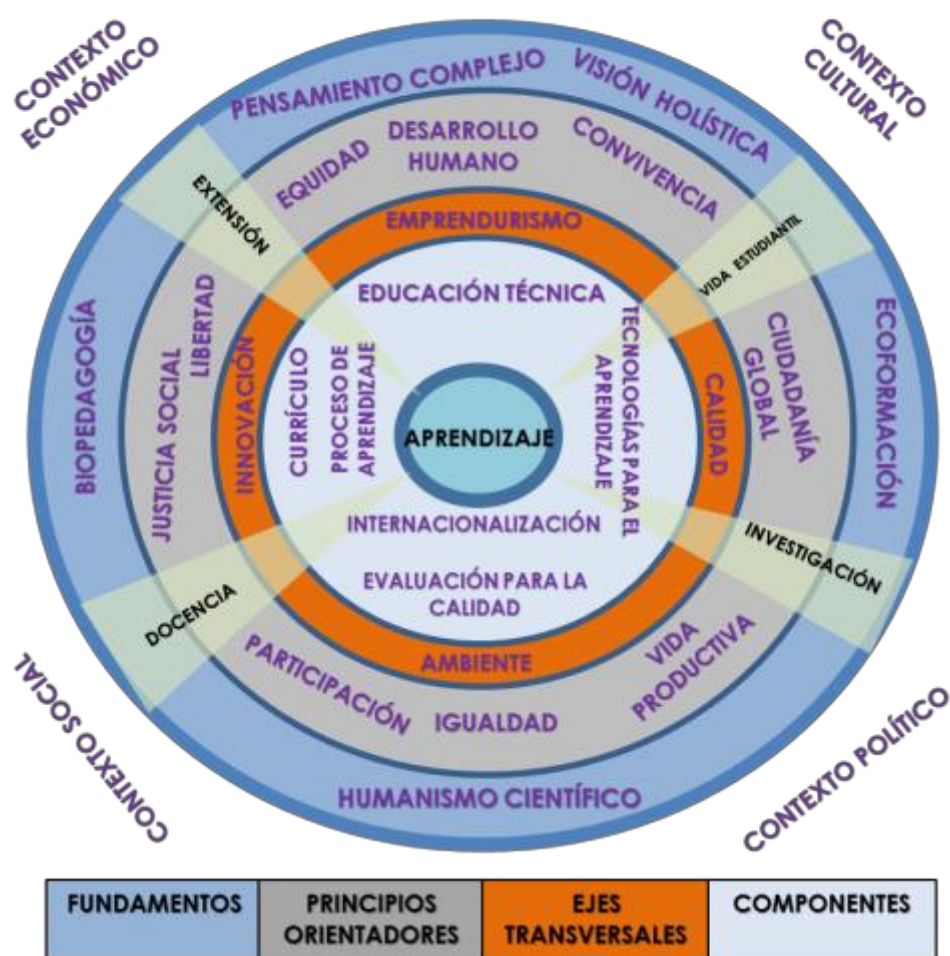 CONTEXTO
ECONÓMICO
CONTEXTO
CULTURAL
PENSAMIENTO COMPLEJO
VISIÓN HOLÍSTICA
EQUIDAD
DESARROLLO
HUMANO
CONVIVENCIA
EXTENSIÓN
EMPRENDURISMO
VIDA ESTUDIANTIL
EDUCACIÓN TÉCNICA
BIOPEDAGOGÍA
JUSTICIA SOCIAL
LIBERTAD
INNOVACIÓN
CURRÍCULO
PROCESO DE
APRENDIZAJE
APRENDIZAJE
TECNOLOGÍAS PARA EL
APRENDIZAJE
CALIDAD
CIUDADANÍA
GLOBAL
ECOFORMACIÓN
INTERNACIONALIZACIÓN
INVESTIGACIÓN
EVALUACIÓN PARA LA
CALIDAD
DOCENCIA
AMBIENTE
PARTICIPACIÓN
IGUALDAD
VIDA
PRODUCTIVA
HUMANISMO CIENTÍFICO
CONTEXTO SOCIAL
CONTEXTO POLÍTICO
FUNDAMENTOS
PRINCIPIOS
ORIENTADORES
EJES
TRANSVERSALES
COMPONENTES